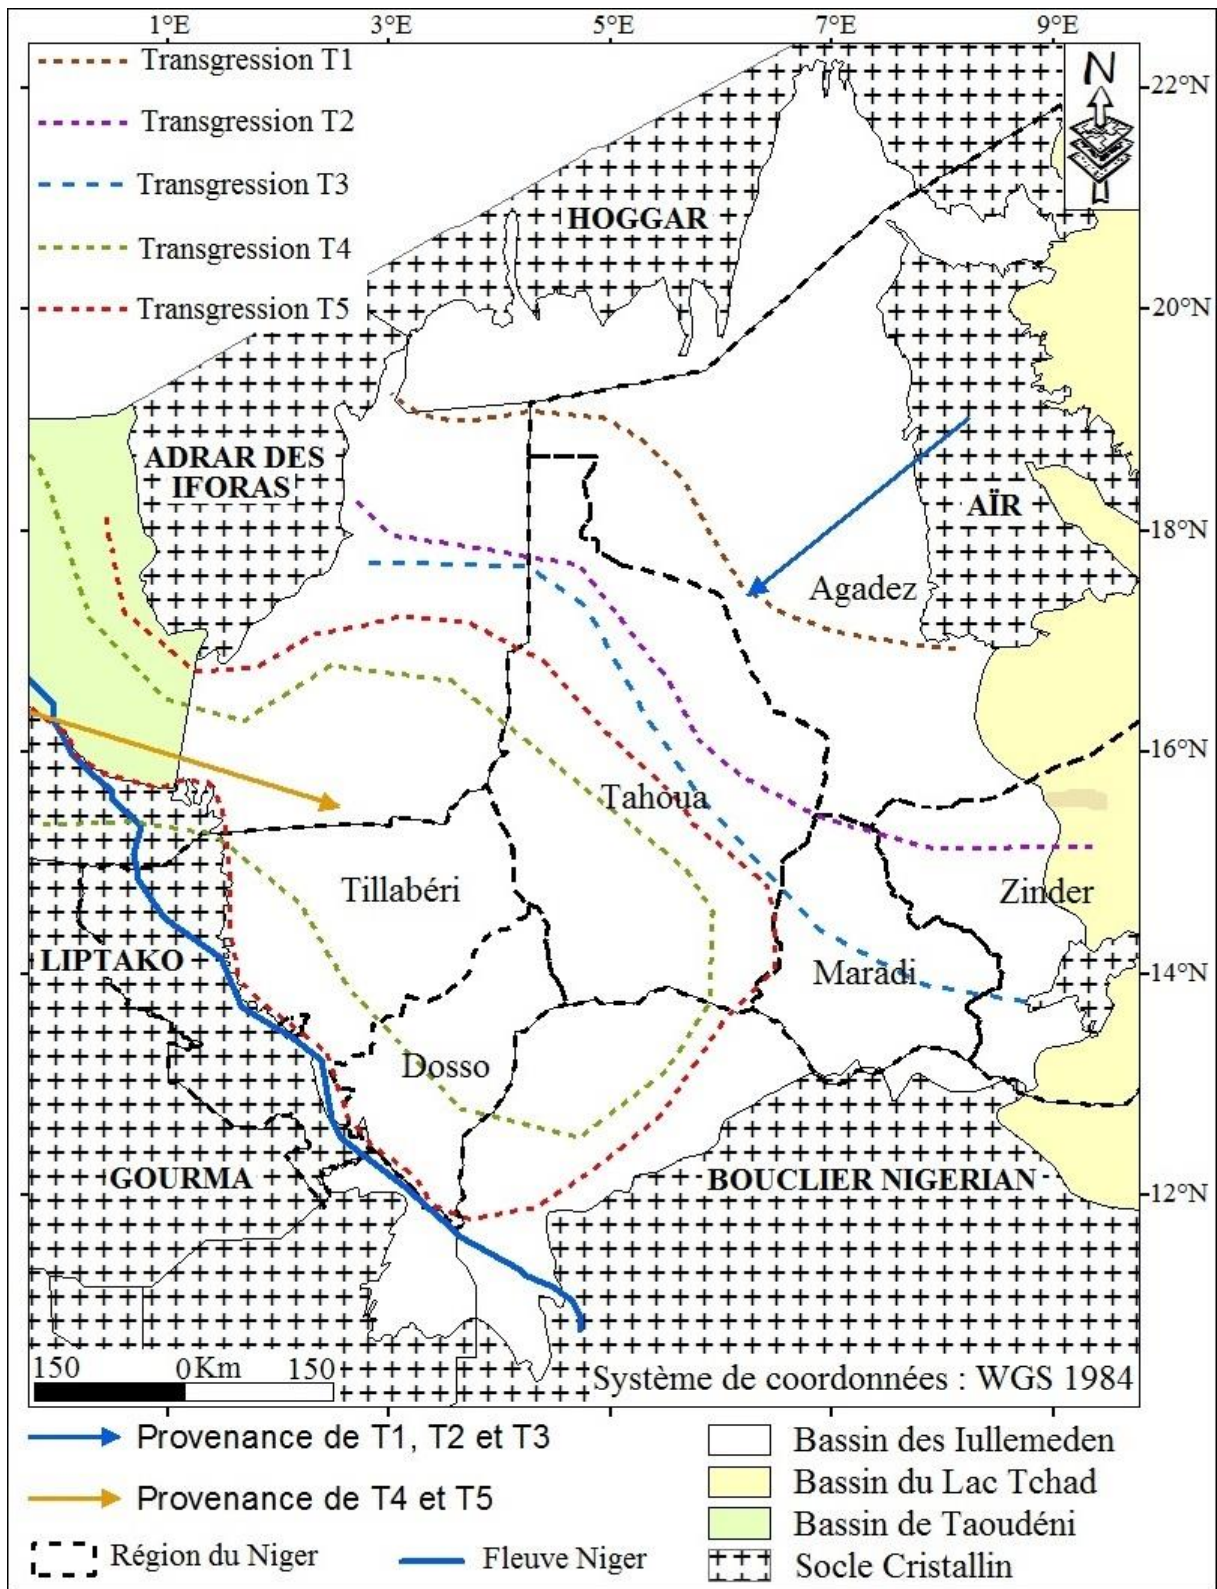 1°E 3°E 5°E 7°E 9°E
Transgression T1
N
22°N
Transgression T2
Transgression T3
HOGGAR
Transgression T4
Transgression T5
20°N
ADRAR DES
IFORAS
AÏR
18°N
Agadez
16°N
Tahoua
Tillabéri
Zinder
LIPTAKO
Maradi
14°N
Dosso
GOURMA
BOUCLIER NIGERIAN
12°N
150 0 Km 150
Système de coordonnées : WGS 1984
Provenance de T1, T2 et T3
Provenance de T4 et T5
Région du Niger
Fleuve Niger
Bassin des Iullemeden
Bassin du Lac Tchad
Bassin de Taoudéni
Socle Cristallin